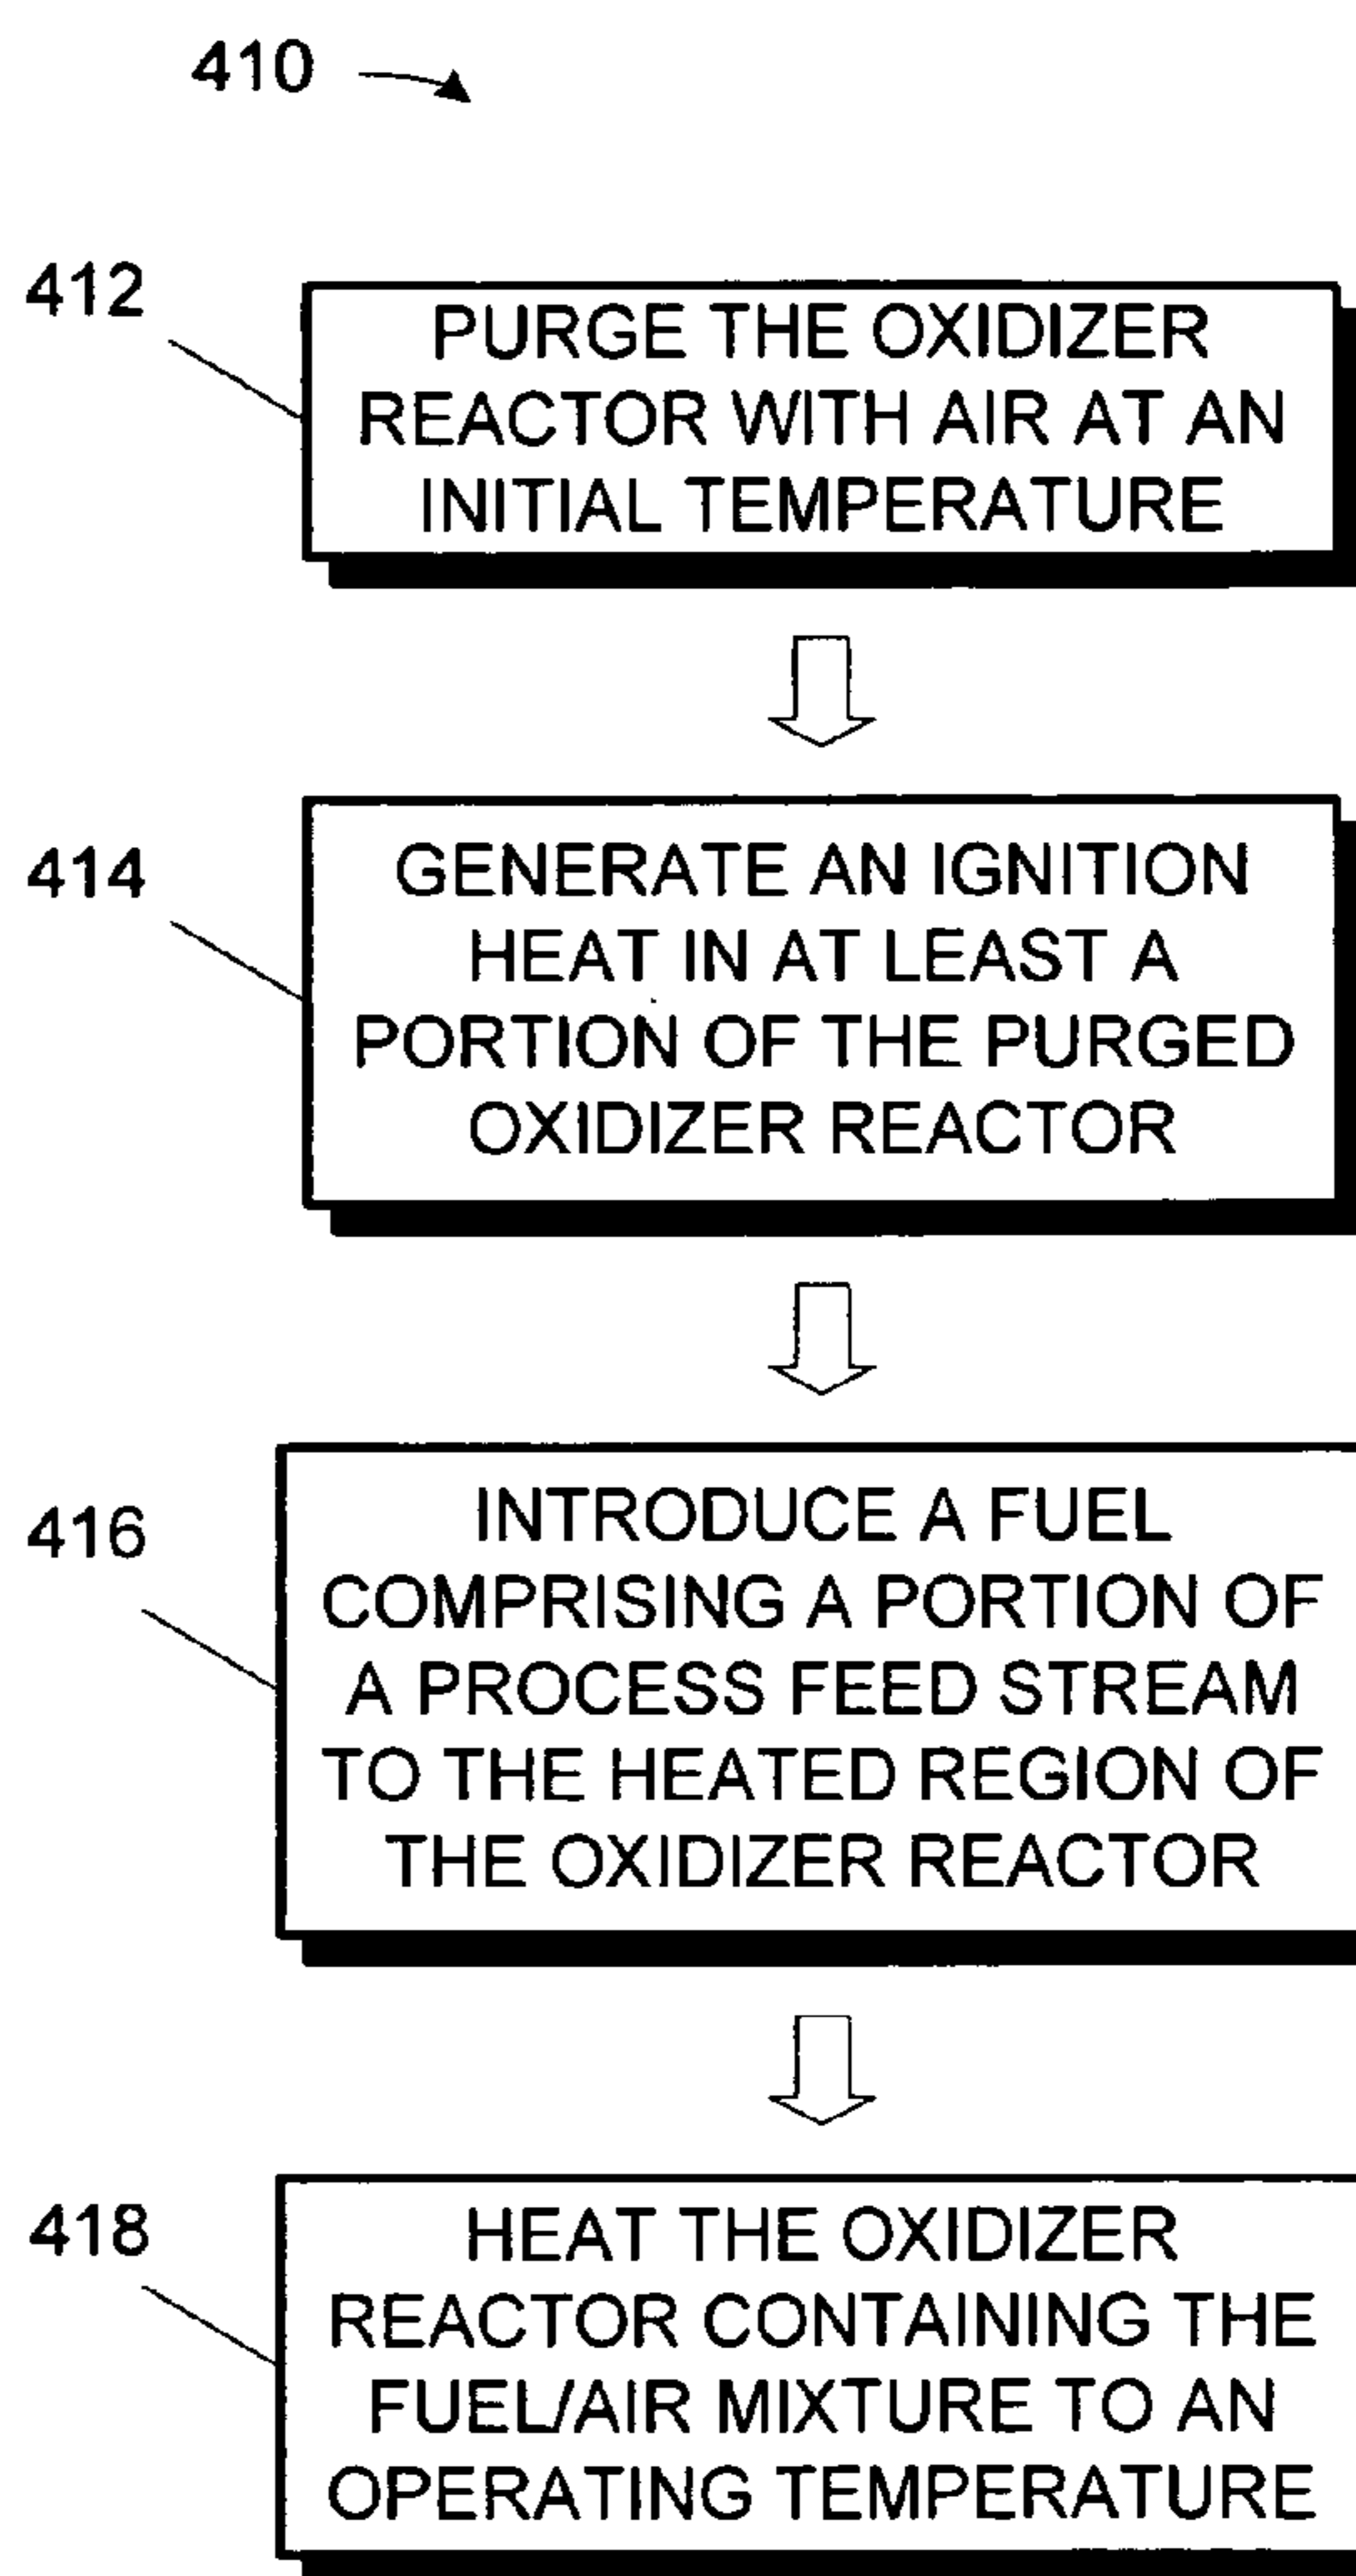 410
412
PURGE THE OXIDIZER
REACTOR WITH AIR AT AN
INITIAL TEMPERATURE
414
GENERATE AN IGNITION
HEAT IN AT LEAST A
PORTION OF THE PURGED
OXIDIZER REACTOR
416
INTRODUCE A FUEL
COMPRISING A PORTION OF
A PROCESS FEED STREAM
TO THE HEATED REGION OF
THE OXIDIZER REACTOR
418
HEAT THE OXIDIZER
REACTOR CONTAINING THE
FUEL/AIR MIXTURE TO AN
OPERATING TEMPERATURE